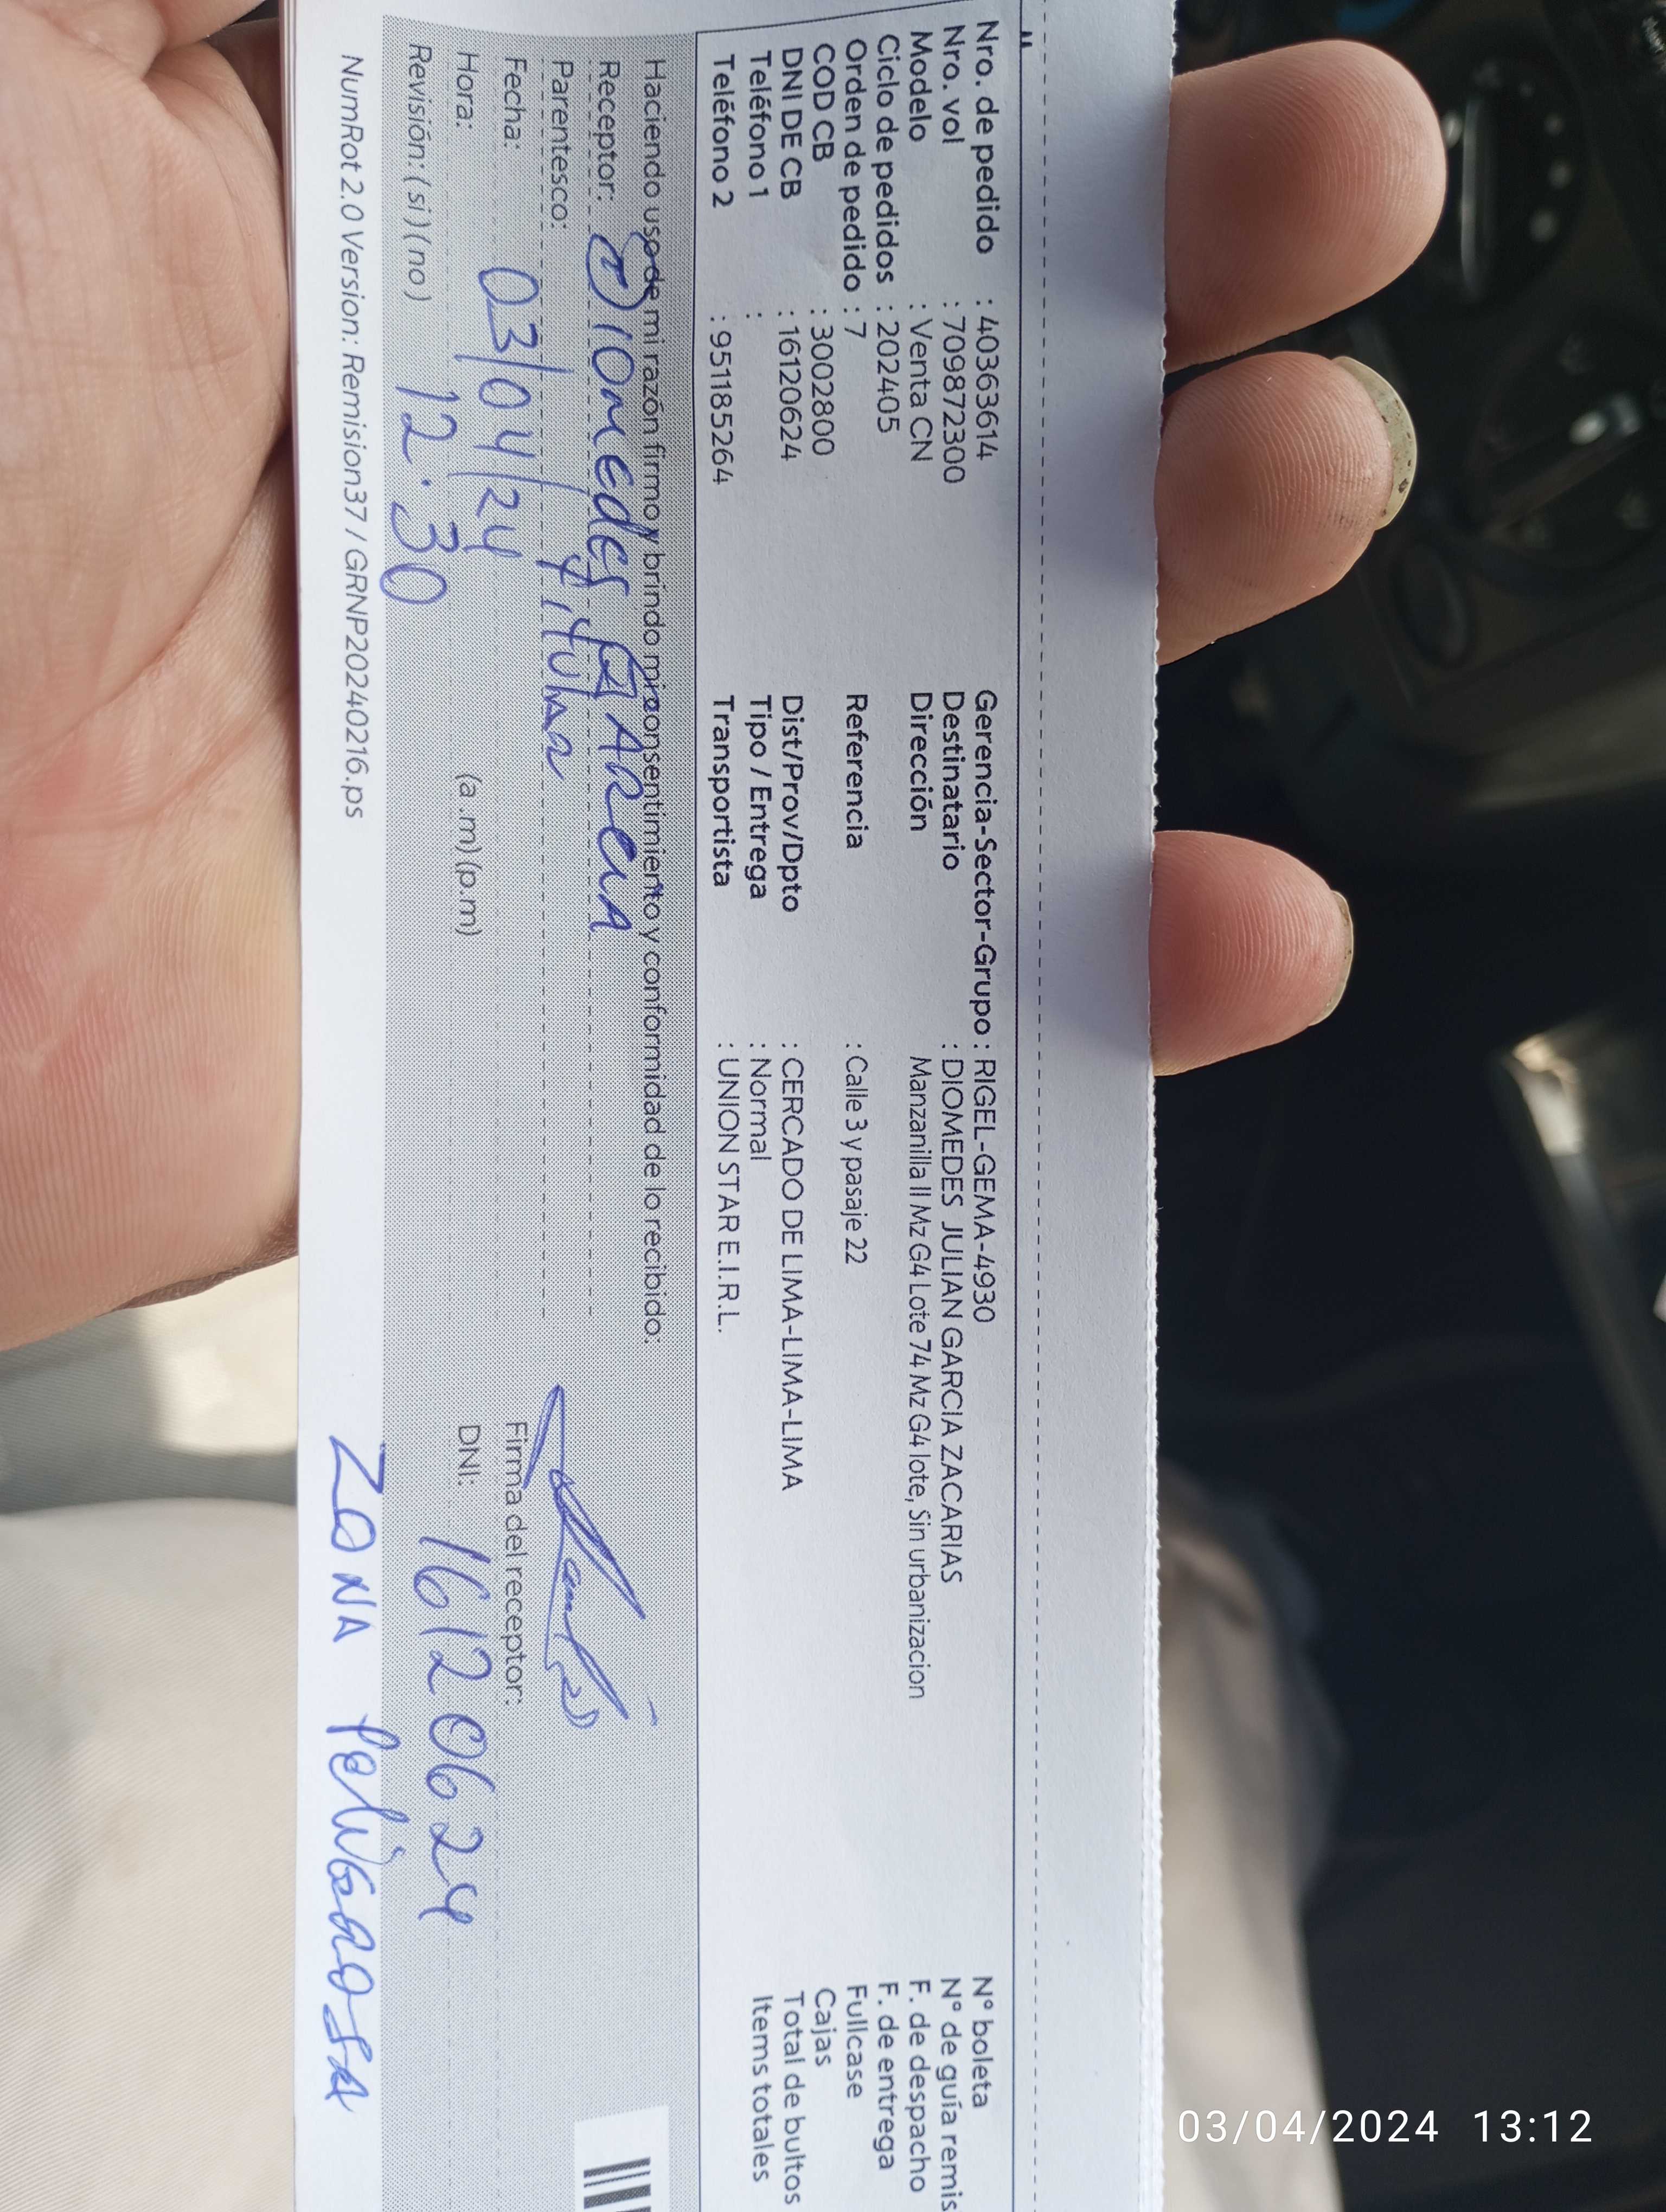 Nro. de pedido : 40363614
Nro. vol : 709872300
Modelo : Venta CN
Ciclo de pedidos : 202405
Orden de pedido : 7
COD CB : 3002800
DNI DE CB : 16120624
Teléfono 1 :
Teléfono 2 : 951185264
Gerencia-Sector-Grupo : RIGEL-GEMA-4930
Destinatario : DIOMEDES JULIAN GARCIA ZACARIAS
Dirección Manzanilla II Mz G4 Lote 74 Mz G4 lote, Sin urbanizacion
Referencia : Calle 3 y pasaje 22
Dist/Prov/Dpto : CERCADO DE LIMA-LIMA-LIMA
Tipo / Entrega : Normal
Transportista : UNION STAR E.I.R.L.
N° boleta
N° de guía remis
F. de despacho
F. de entrega
Fullcase
Cajas
Total de bultos
Items totales
Haciendo uso de mi razón firmo y brindo mi consentimiento y conformidad de lo recibido:
Receptor: Diomedes
Parentesco:
Fecha: 03/04/24
Hora: 12:30 (a.m) (p.m)
Revisión: (si) (no)
Firma del receptor:
DNI: 16120624
NumRot 2.0 Version: Remision37 / GRNP20240216.ps
ZONA PeliGROSA
03/04/2024 13:12